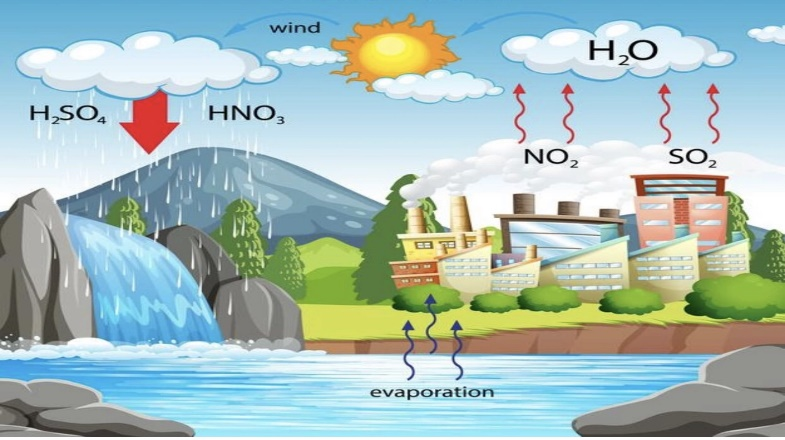 wind
H₂O
H₂SO₄
HNO₃
NO₂
SO₂
evaporation